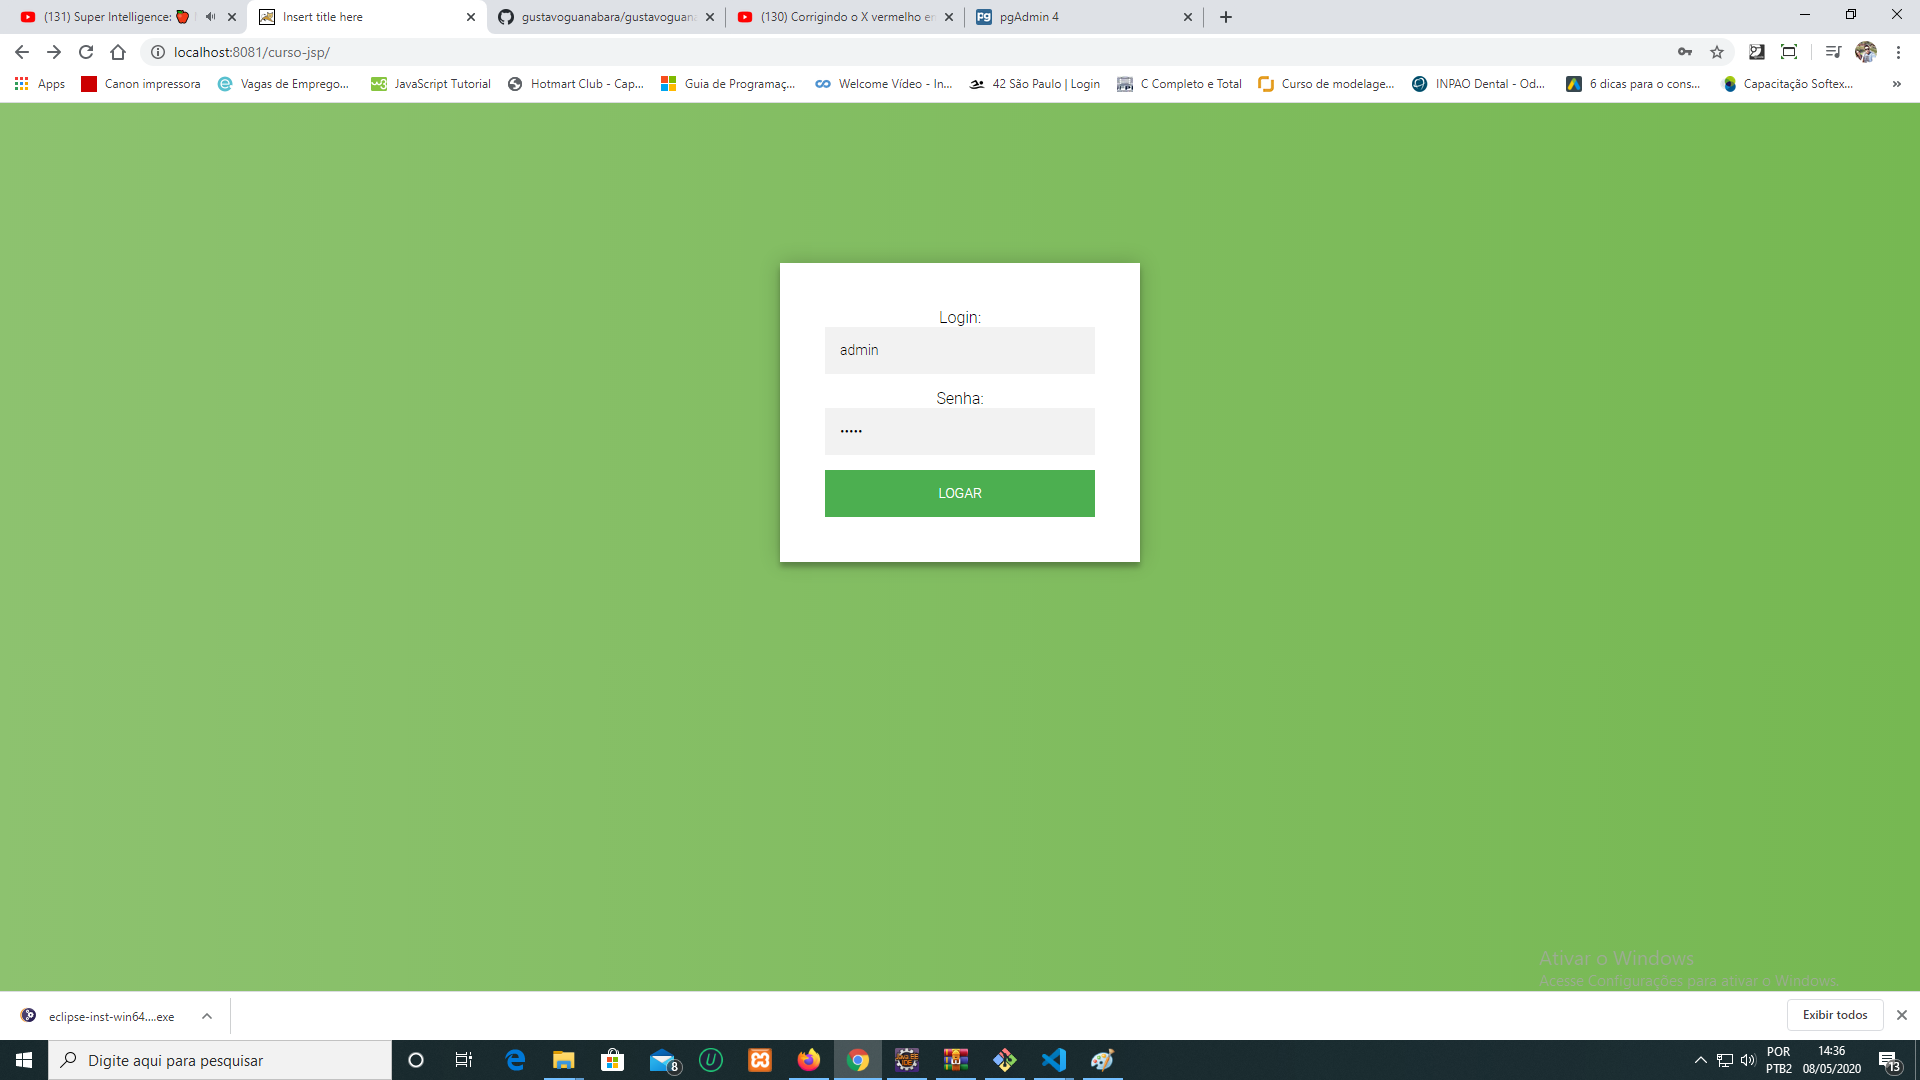 (131) Super Intelligence: 🍎
Insert title here
gustavoguanabara/gustavoguana
(130) Corrigindo o X vermelho e
pgAdmin 4
localhost:8081/curso-jsp/
Apps
Canon impressora
Vagas de Emprego...
JavaScript Tutorial
Hotmart Club - Cap...
Guia de Programaç...
Welcome Vídeo - In...
42 São Paulo | Login
C Completo e Total
Curso de modelage...
INPAO Dental - Od...
6 dicas para o cons...
Capacitação Softex...
»
Login:
admin
Senha:
•••••
LOGAR
Ativar o Windows
Acesse Configurações para ativar o Windows.
eclipse-inst-win64....exe
Exibir todos
Digite aqui para pesquisar
8
POR
PTB2
14:36
08/05/2020
13